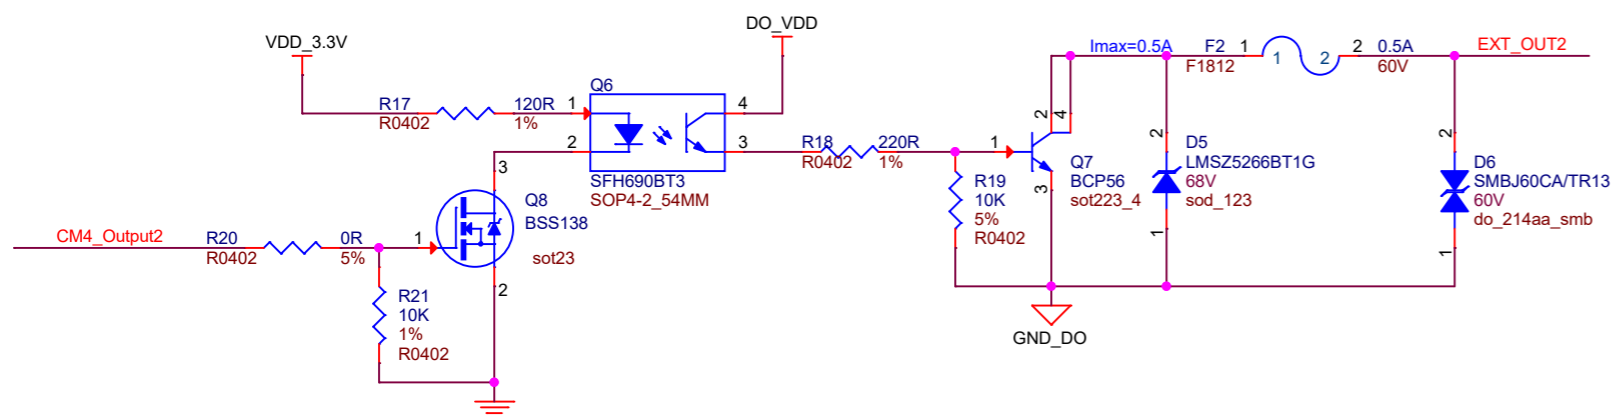 VDD_3.3V
DO_VDD
R17
R0402
120R
1%
1
2
Q6
4
3
SFH690BT3
SOP4-2_54MM
3
Q8
BSS138
sot23
1
2
CM4_Output2
R20
R0402
0R
5%
R21
10K
1%
R0402
R18
R0402
220R
1%
R19
10K
5%
R0402
1
2
4
3
Q7
BCP56
sot223_4
GND_DO
Imax=0.5A
F2
F1812
1
1
2
2
0.5A
60V
EXT_OUT2
2
D5
LMSZ5266BT1G
68V
sod_123
1
2
D6
SMBJ60CA/TR13
60V
do_214aa_smb
1